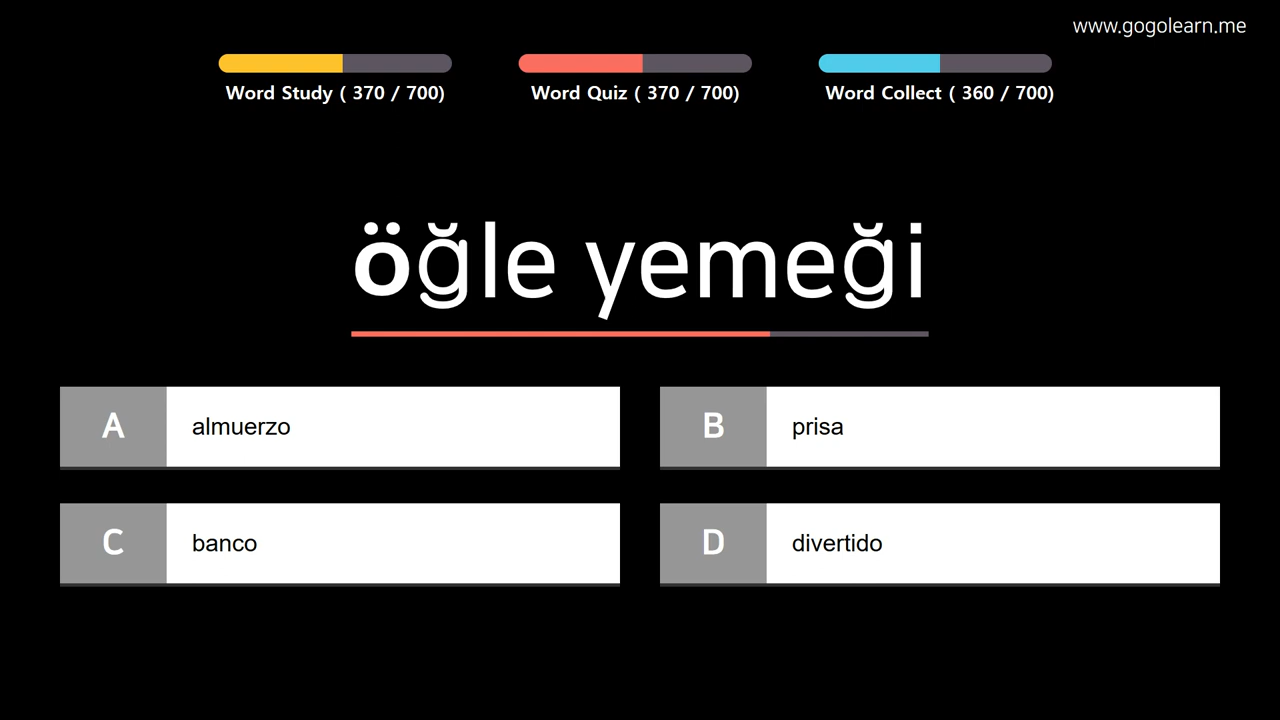 www.gogolearn.me
Word Study ( 370 / 700)
Word Quiz ( 370 / 700)
Word Collect ( 360 / 700)
öğle yemeği
A almuerzo
B prisa
C banco
D divertido